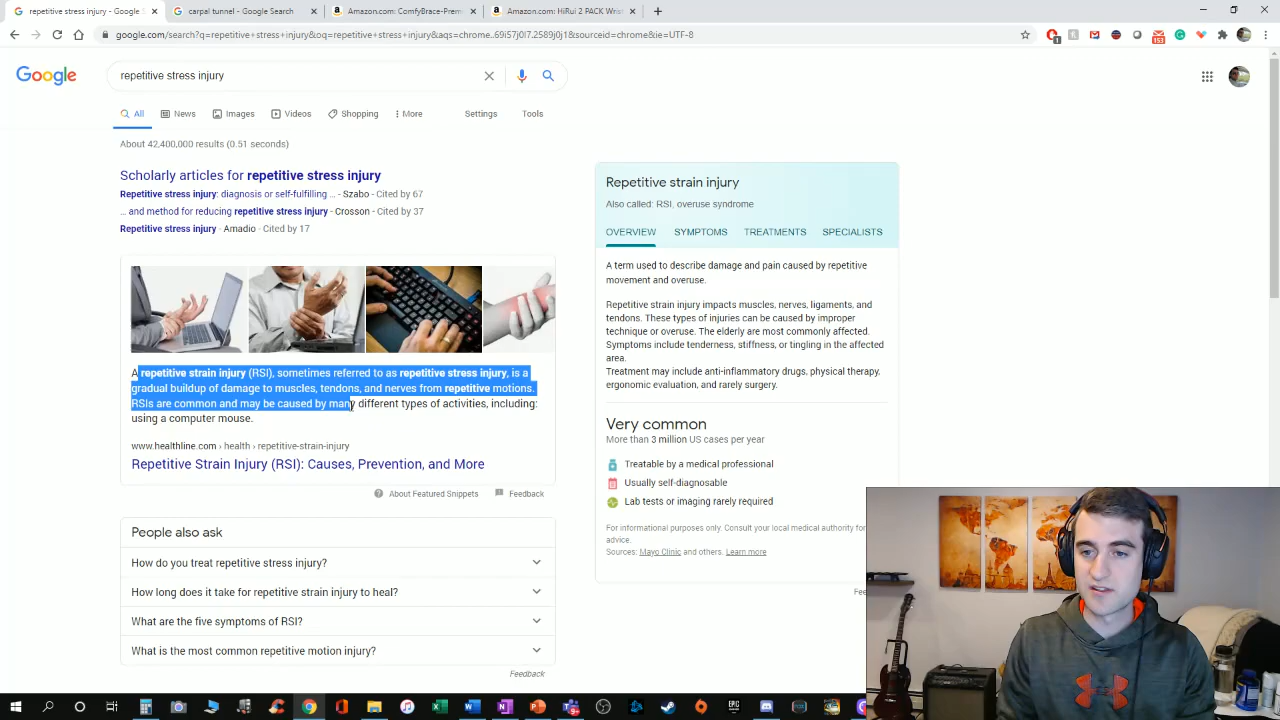 repetitive stress injury - Goo
carpal tunnel - Google Search
Amazon.com: ComfyBrace-Prem
Amazon.com: HiRui 2 PACK Wris
google.com/search?q=repetitive+stress+injury&oq=repetitive+stress+injury&aqs=chrome..69i57j0l7.2589j0j1&sourceid=chrome&ie=UTF-8
1
153
Google
repetitive stress injury
All
News
Images
Videos
Shopping
More
Settings
Tools
About 42,400,000 results (0.51 seconds)
Scholarly articles for repetitive stress injury
Repetitive stress injury: diagnosis or self-fulfilling ... - Szabo - Cited by 67
... and method for reducing repetitive stress injury - Crosson - Cited by 37
Repetitive stress injury - Amadio - Cited by 17
A repetitive strain injury (RSI), sometimes referred to as repetitive stress injury, is a
gradual buildup of damage to muscles, tendons, and nerves from repetitive motions.
RSIs are common and may be caused by many different types of activities, including:
using a computer mouse.
www.healthline.com › health › repetitive-strain-injury
Repetitive Strain Injury (RSI): Causes, Prevention, and More
About Featured Snippets
Feedback
People also ask
How do you treat repetitive stress injury?
How long does it take for repetitive strain injury to heal?
What are the five symptoms of RSI?
What is the most common repetitive motion injury?
Feedback
Repetitive strain injury
Also called: RSI, overuse syndrome
OVERVIEW
SYMPTOMS
TREATMENTS
SPECIALISTS
A term used to describe damage and pain caused by repetitive
movement and overuse.
Repetitive strain injury impacts muscles, nerves, ligaments, and
tendons. These types of injuries can be caused by improper
technique or overuse. The elderly are most commonly affected.
Symptoms include tenderness, stiffness, or tingling in the affected
area.
Treatment may include anti-inflammatory drugs, physical therapy,
ergonomic evaluation, and rarely surgery.
Very common
More than 3 million US cases per year
Treatable by a medical professional
Usually self-diagnosable
Lab tests or imaging rarely required
For informational purposes only. Consult your local medical authority for
advice.
Sources: Mayo Clinic and others. Learn more
Fee
EPIC